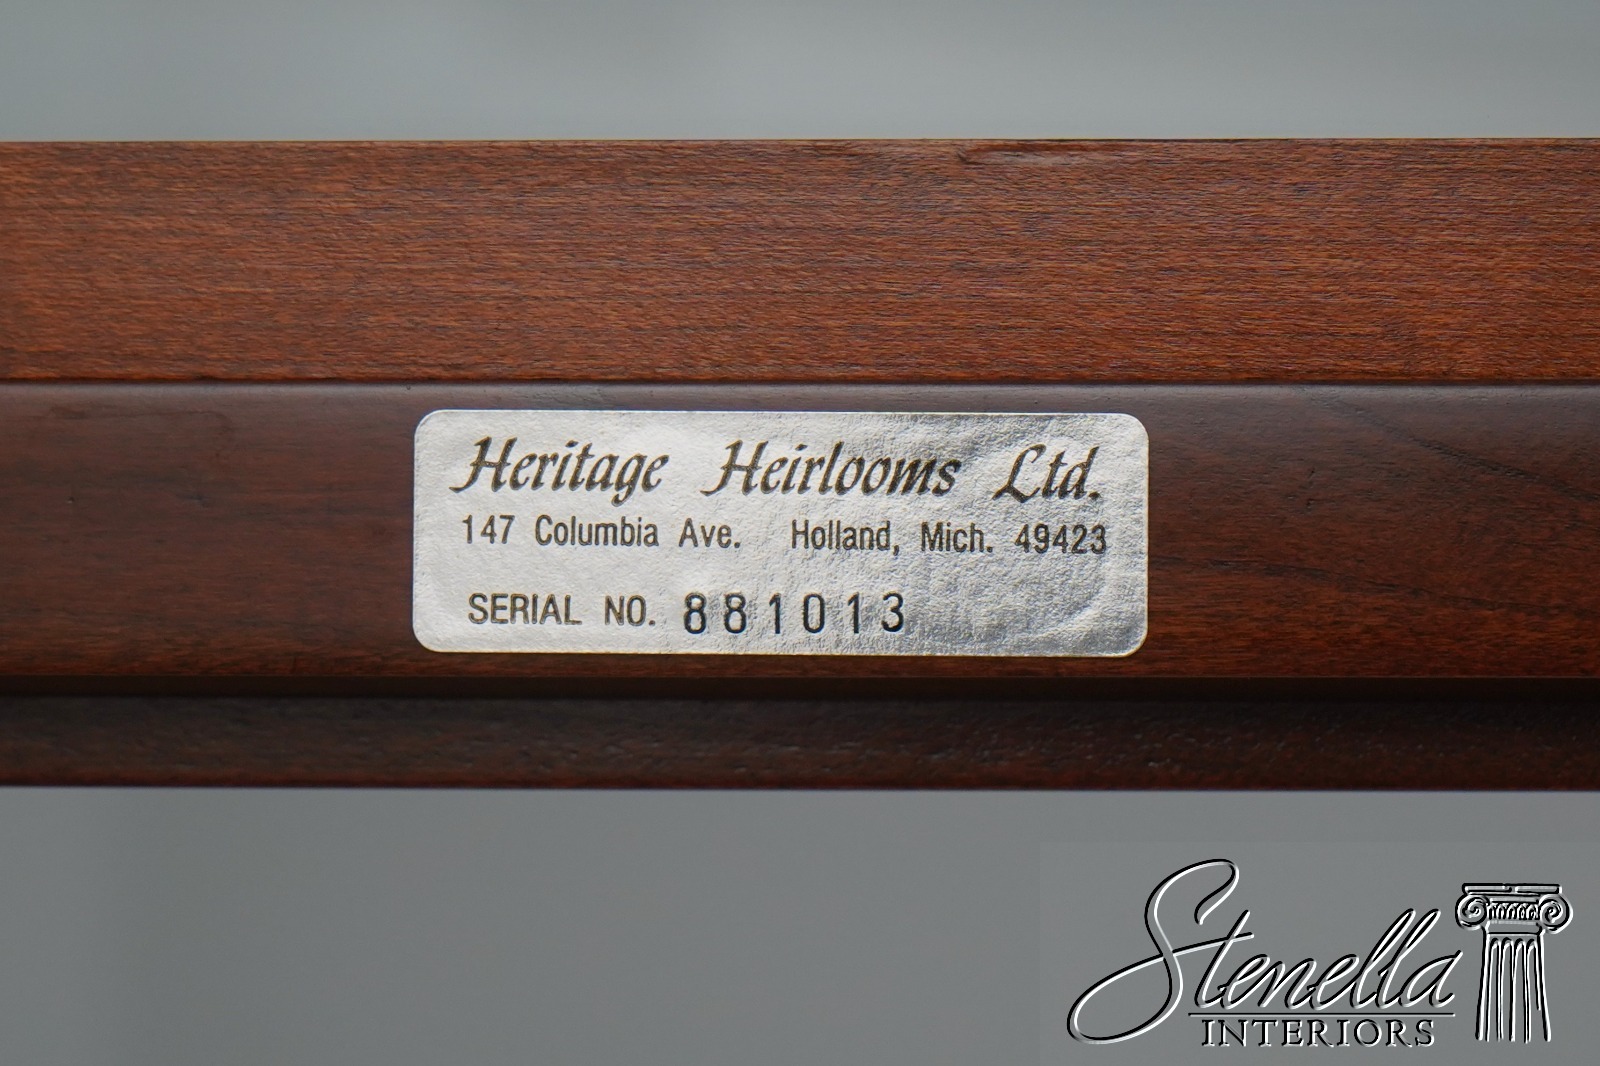 Heritage Heirlooms Ltd.
147 Columbia Ave. Holland, Mich. 49423
SERIAL NO. 881013
Stenella
INTERIORS